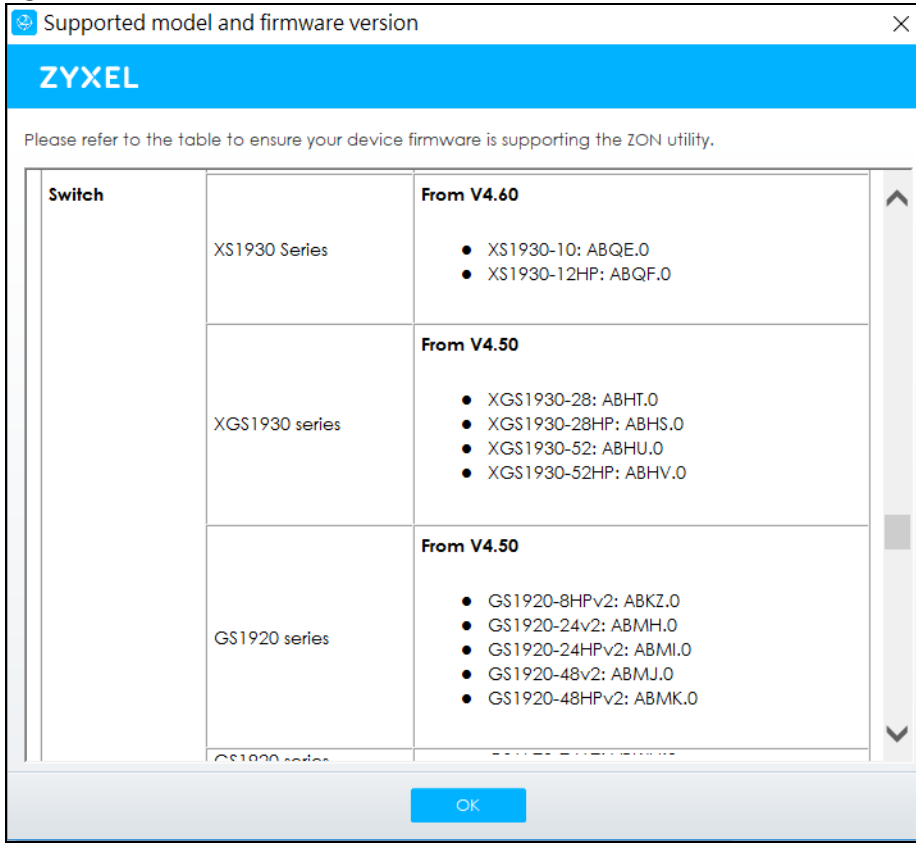 Supported model and firmware version
ZYXEL
Please refer to the table to ensure your device firmware is supporting the ZON utility.
Switch
XS1930 Series
From V4.60
XS1930-10: ABQE.0
XS1930-12HP: ABQF.0
XGS1930 series
From V4.50
XGS1930-28: ABHT.0
XGS1930-28HP: ABHS.0
XGS1930-52: ABHU.0
XGS1930-52HP: ABHV.0
GS1920 series
From V4.50
GS1920-8HPv2: ABKZ.0
GS1920-24v2: ABMH.0
GS1920-24HPv2: ABMI.0
GS1920-48v2: ABMJ.0
GS1920-48HPv2: ABMK.0
GS1920 series
OK